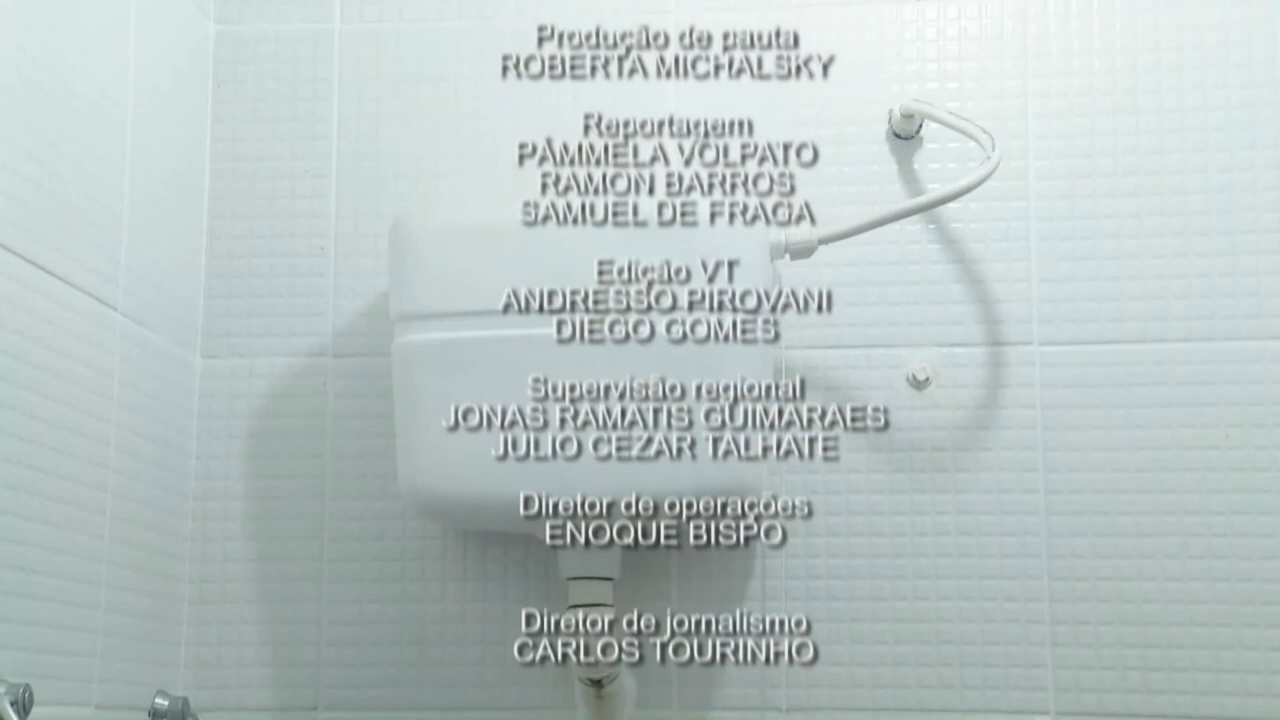 Produção de pauta
ROBERTA MICHALSKY
Reportagem
PÂMMELA VOLPATO
RAMON BARROS
SAMUEL DE FRAGA
Edição VT
ANDRESSO PIROVANI
DIEGO GOMES
Supervisão regional
JONAS RAMATIS GUIMARAES
JULIO CEZAR TALHATE
Diretor de operações
ENOQUE BISPO
Diretor de jornalismo
CARLOS TOURINHO